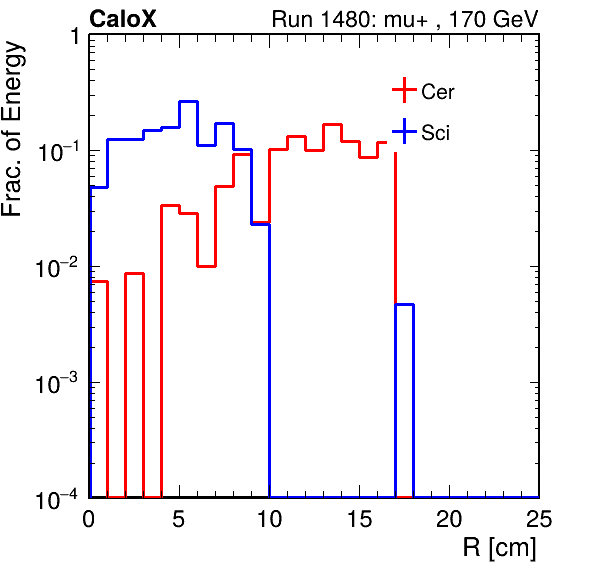 CaloX Run 1480: mu+ , 170 GeV
Frac. of Energy
1
10⁻¹
10⁻²
10⁻³
10⁻⁴
Cer
Sci
0 5 10 15 20 25
R [cm]